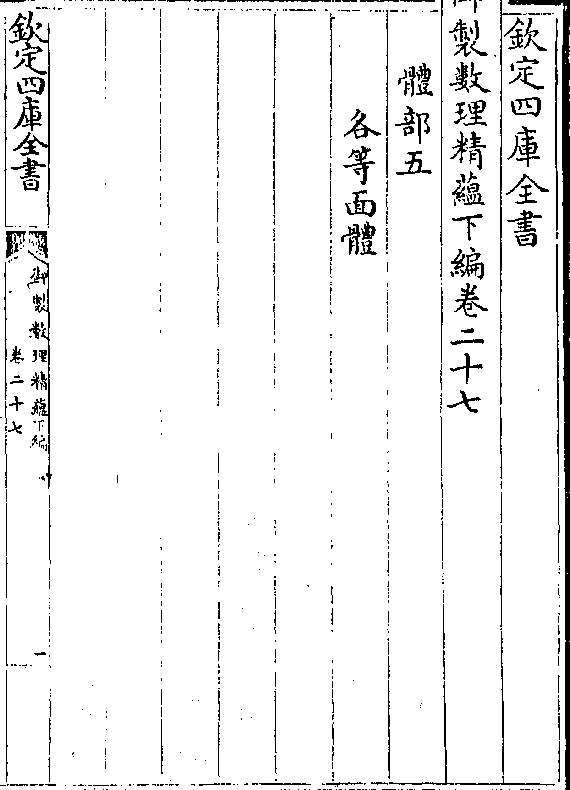 欽定四庫全書
御製數理精蘊下編卷二十七
體部五
各等面體
欽定四庫全書
御製數理精蘊下編
卷二十七
一